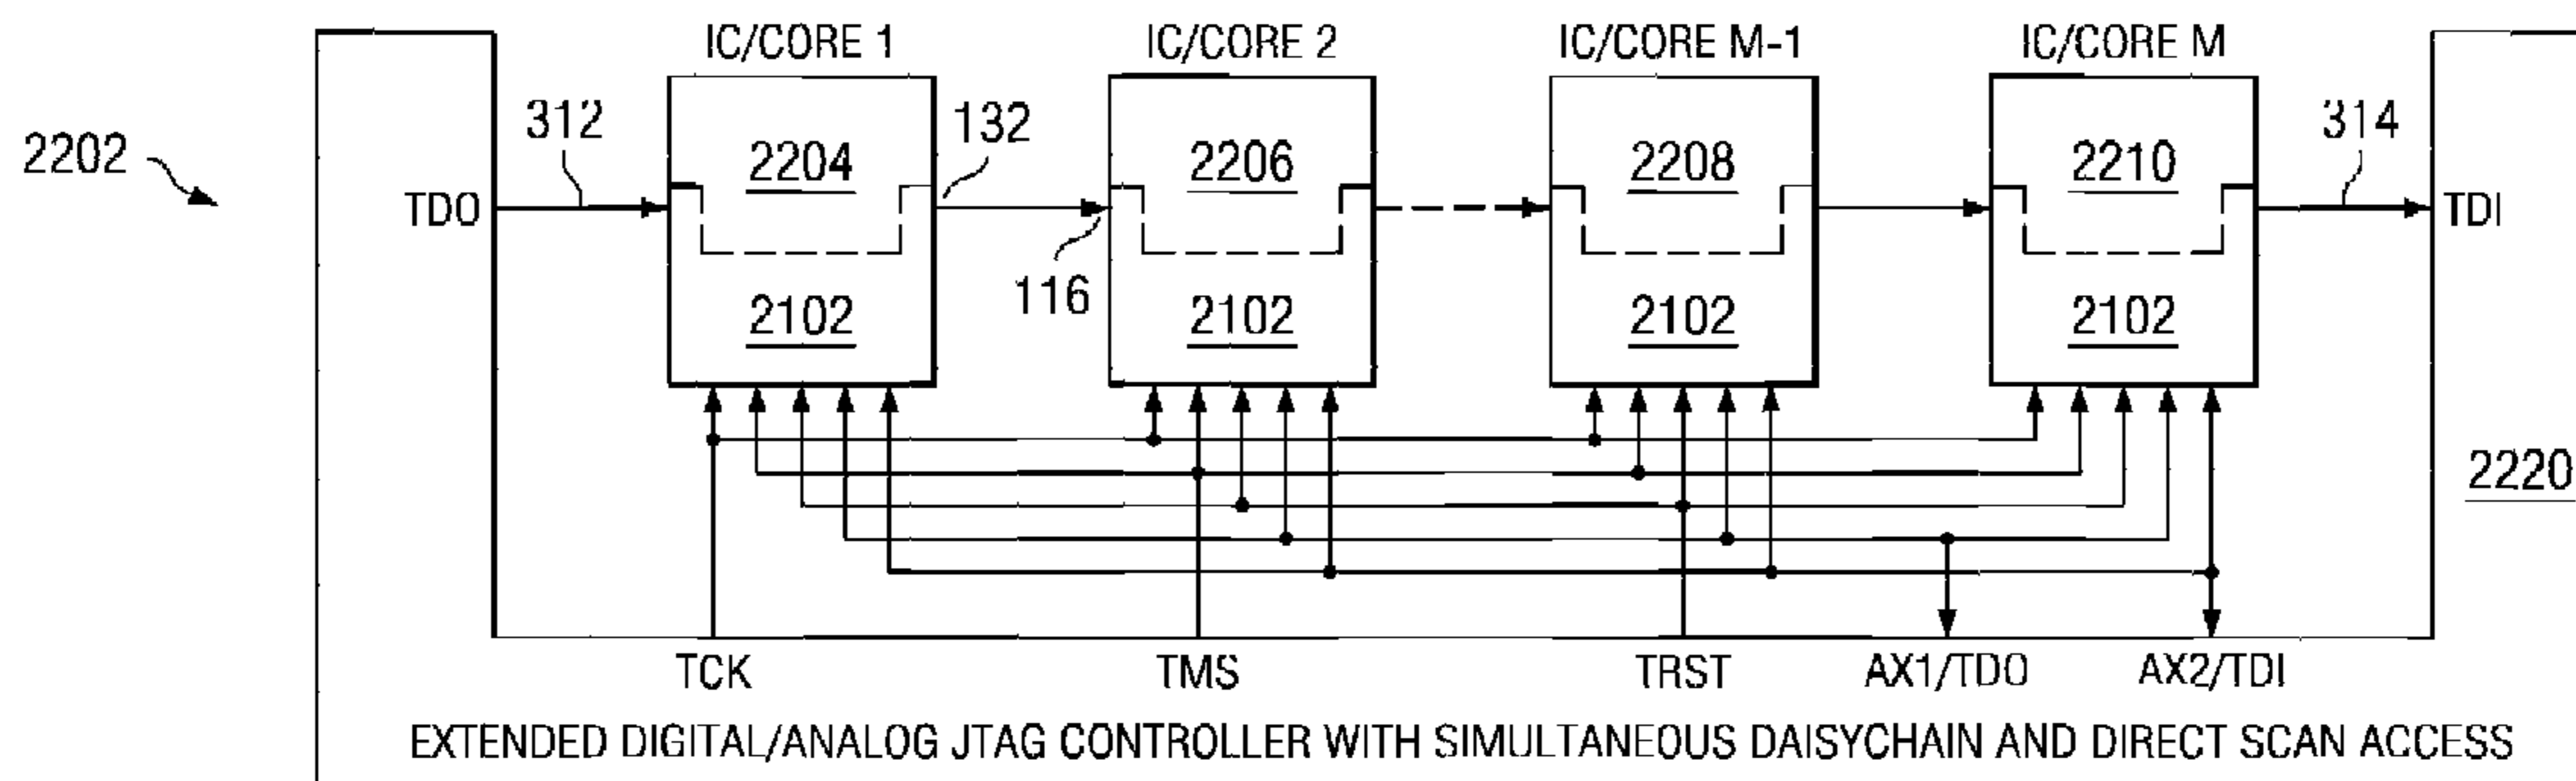 IC/CORE 1 IC/CORE 2 IC/CORE M-1 IC/CORE M
312 132 314
2202 2204 2206 2208 2210
TDO TDI
116
2102 2102 2102 2102
2220
TCK TMS TRST AX1/TDO AX2/TDI
EXTENDED DIGITAL/ANALOG JTAG CONTROLLER WITH SIMULTANEOUS DAISYCHAIN AND DIRECT SCAN ACCESS